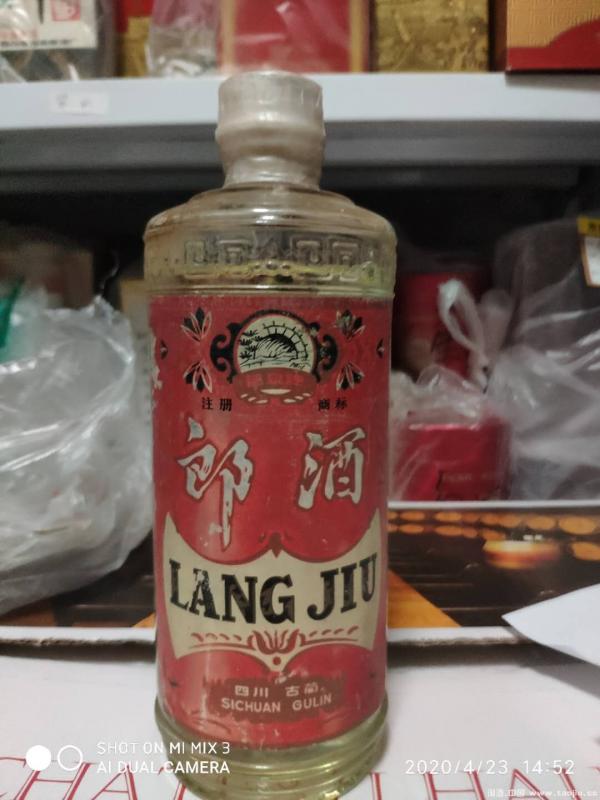 注册 商标
郎 酒
LANG JIU
四川 古蔺
SICHUAN GULIN
SHOT ON MI MIX 3
AI DUAL CAMERA
2020/4/23 14:52